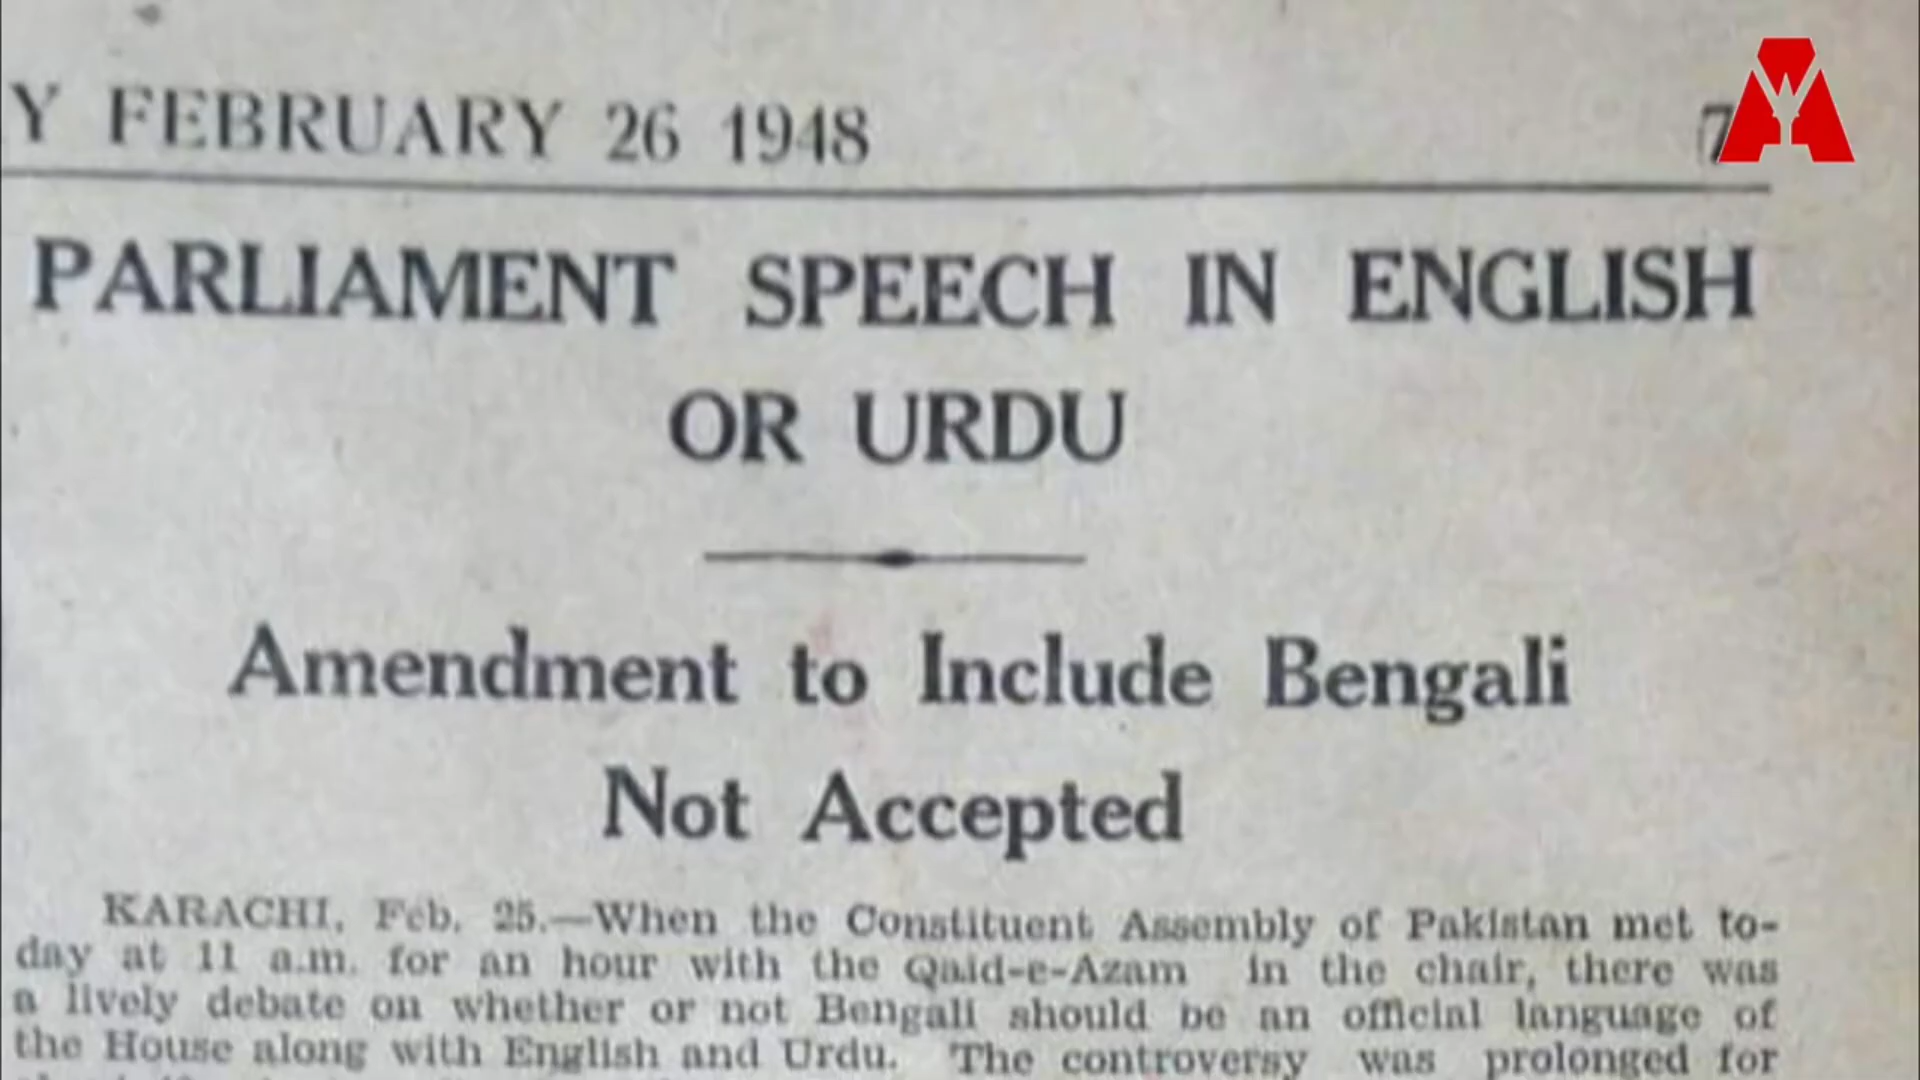 Y FEBRUARY 26 1948 7
PARLIAMENT SPEECH IN ENGLISH
OR URDU
Amendment to Include Bengali
Not Accepted
KARACHI, Feb. 25.—When the Constituent Assembly of Pakistan met to-
day at 11 a.m. for an hour with the Qaid-e-Azam in the chair, there was
a lively debate on whether or not Bengali should be an official language of
the House along with English and Urdu. The controversy was prolonged for